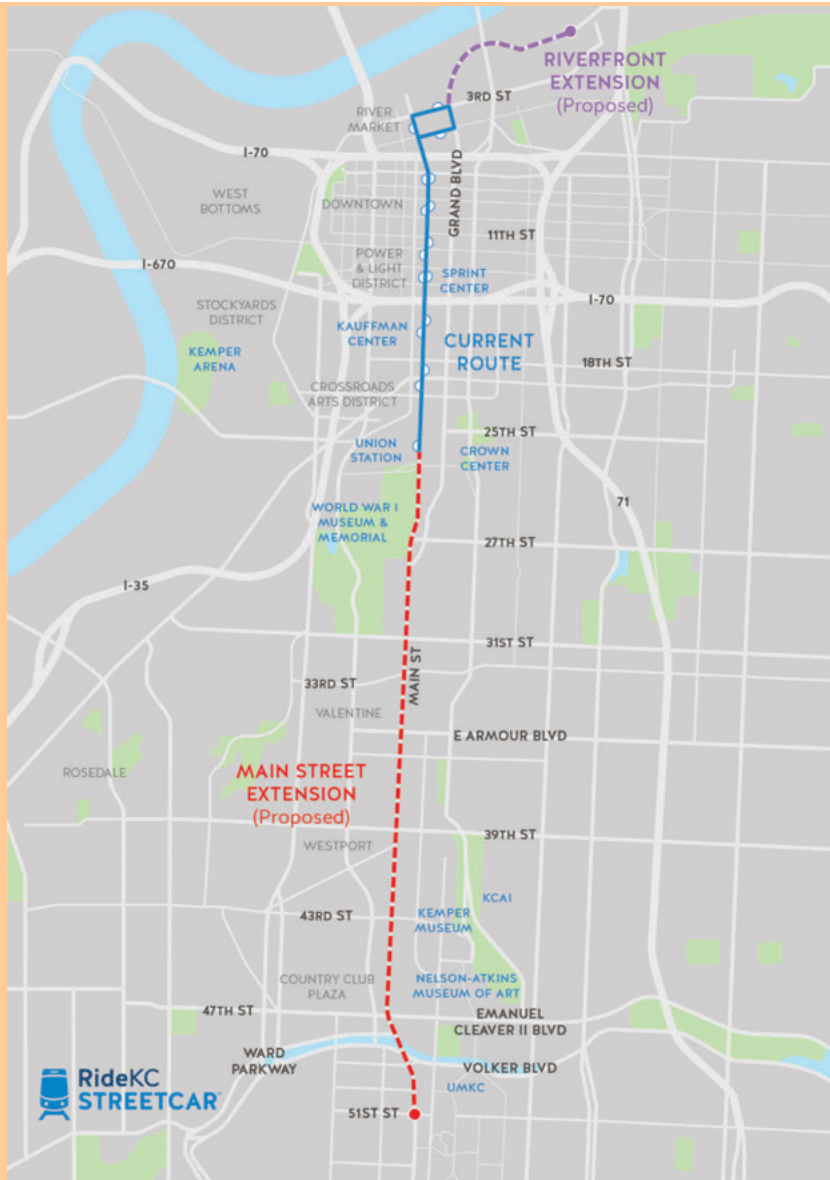 RIVERFRONT
EXTENSION
(Proposed)
3RD ST
RIVER
MARKET
I-70
GRAND BLVD
WEST
BOTTOMS
DOWNTOWN
11TH ST
POWER
& LIGHT
DISTRICT
I-670
SPRINT
CENTER
I-70
STOCKYARDS
DISTRICT
KAUFFMAN
CENTER
CURRENT
ROUTE
KEMPER
ARENA
18TH ST
CROSSROADS
ARTS DISTRICT
25TH ST
UNION
STATION
CROWN
CENTER
71
WORLD WAR I
MUSEUM &
MEMORIAL
27TH ST
I-35
31ST ST
MAIN ST
33RD ST
VALENTINE
E ARMOUR BLVD
ROSEDALE
MAIN STREET
EXTENSION
(Proposed)
39TH ST
WESTPORT
KCAI
43RD ST
KEMPER
MUSEUM
COUNTRY CLUB
PLAZA
NELSON-ATKINS
MUSEUM OF ART
47TH ST
EMANUEL
CLEAVER II BLVD
WARD
PARKWAY
VOLKER BLVD
RideKC
STREETCAR
UMKC
51ST ST